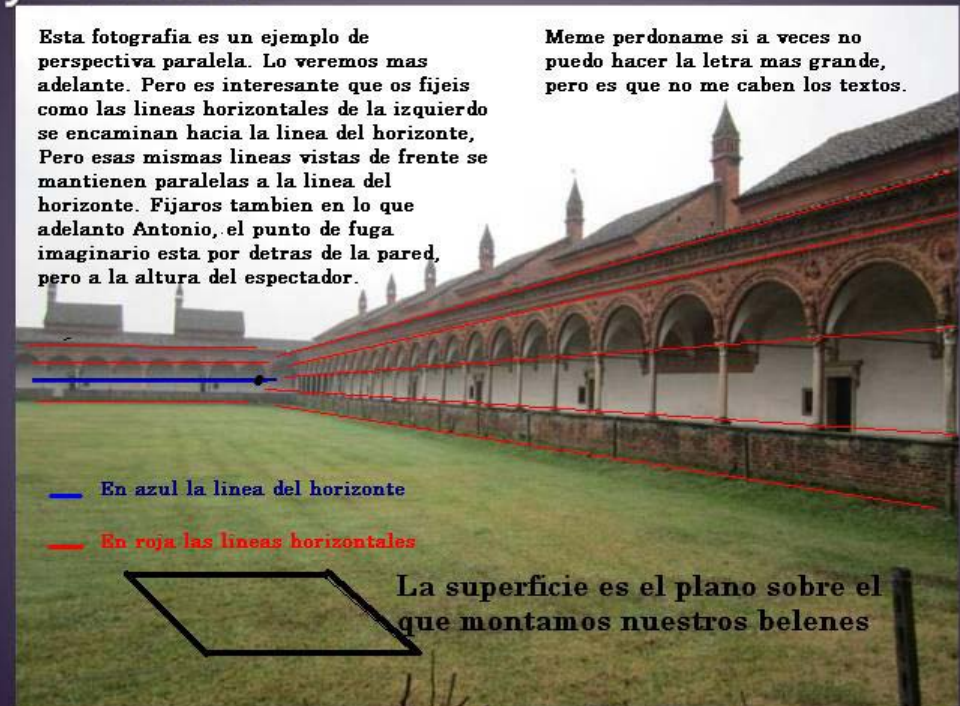 Esta fotografia es un ejemplo de
perspectiva paralela. Lo veremos mas
adelante. Pero es interesante que os fijeis
como las lineas horizontales de la izquierdo
se encaminan hacia la linea del horizonte,
Pero esas mismas lineas vistas de frente se
mantienen paralelas a la linea del
horizonte. Fijaros tambien en lo que
adelanto Antonio, el punto de fuga
imaginario esta por detras de la pared,
pero a la altura del espectador.
Meme perdoname si a veces no
puedo hacer la letra mas grande,
pero es que no me caben los textos.
En azul la linea del horizonte
En roja las lineas horizontales
La superficie es el plano sobre el
que montamos nuestros belenes